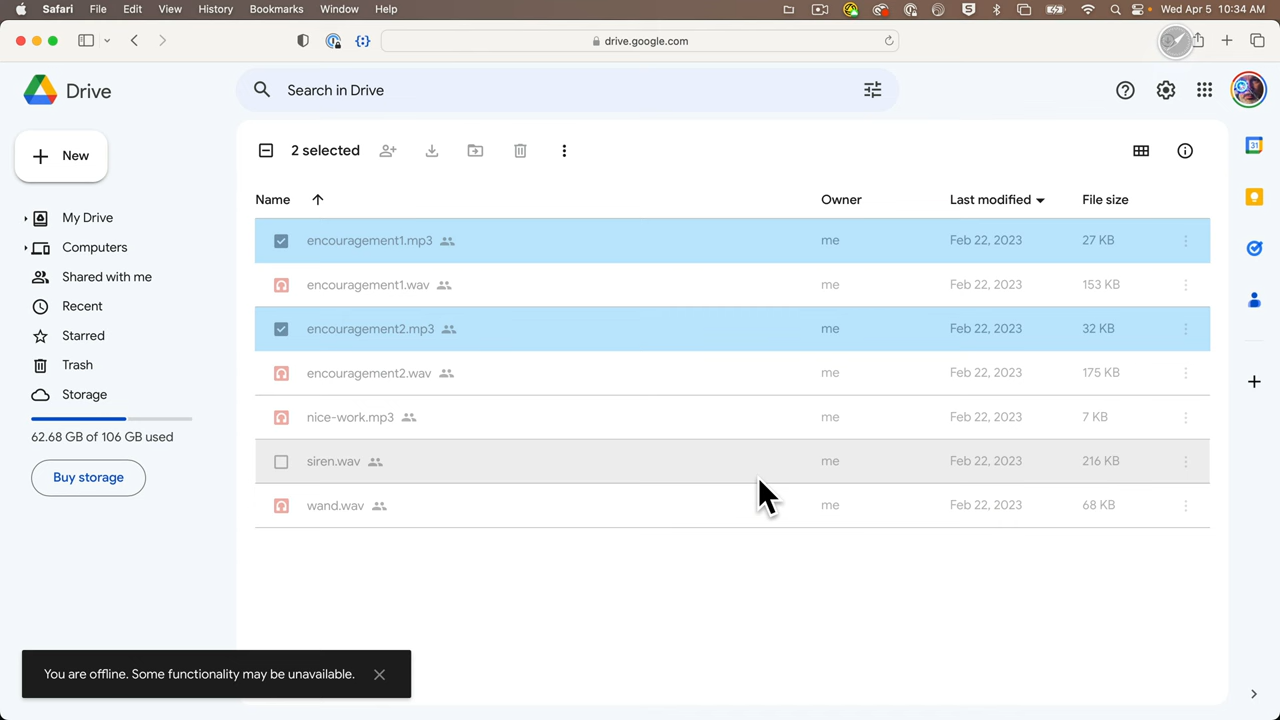 Safari File Edit View History Bookmarks Window Help Wed Apr 5 10:34 AM
drive.google.com
Drive
Search in Drive
New
2 selected
Name Owner Last modified File size
encouragement1.mp3 me Feb 22, 2023 27 KB
encouragement1.wav me Feb 22, 2023 153 KB
encouragement2.mp3 me Feb 22, 2023 32 KB
encouragement2.wav me Feb 22, 2023 175 KB
nice-work.mp3 me Feb 22, 2023 7 KB
siren.wav me Feb 22, 2023 216 KB
wand.wav me Feb 22, 2023 68 KB
My Drive
Computers
Shared with me
Recent
Starred
Trash
Storage
62.68 GB of 106 GB used
Buy storage
31
You are offline. Some functionality may be unavailable.